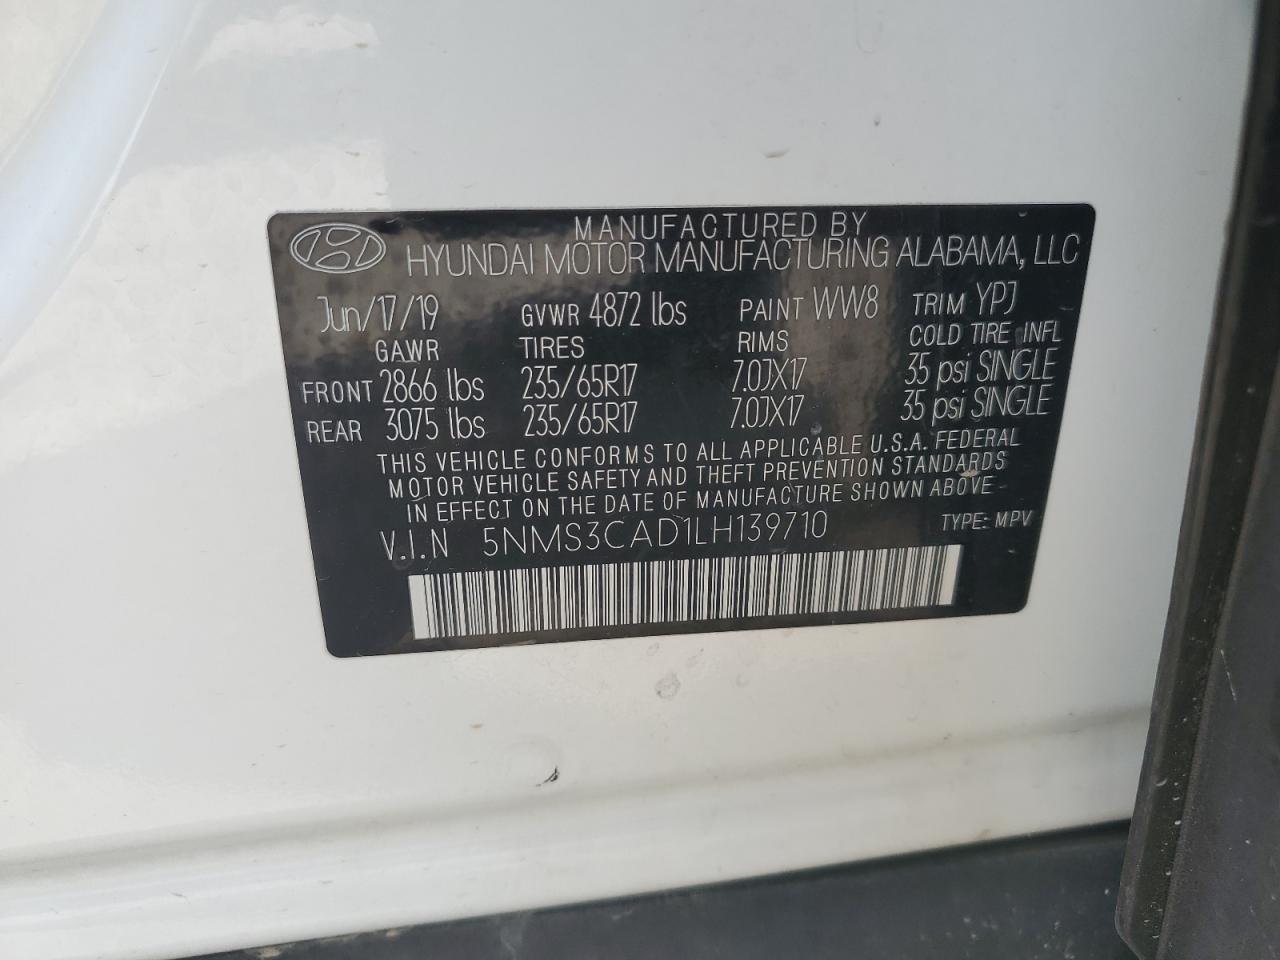 MANUFACTURED BY
HYUNDAI MOTOR MANUFACTURING ALABAMA, LLC
Jun/17/19 GVWR 4872 lbs PAINT WW8 TRIM YPJ
GAWR TIRES RIMS COLD TIRE INFL
FRONT 2866 lbs 235/65R17 7.0JX17 35 psi SINGLE
REAR 3075 lbs 235/65R17 7.0JX17 35 psi SINGLE
THIS VEHICLE CONFORMS TO ALL APPLICABLE U.S.A. FEDERAL
MOTOR VEHICLE SAFETY AND THEFT PREVENTION STANDARDS
IN EFFECT ON THE DATE OF MANUFACTURE SHOWN ABOVE
V.I.N 5NMS3CAD1LH139710 TYPE: MPV